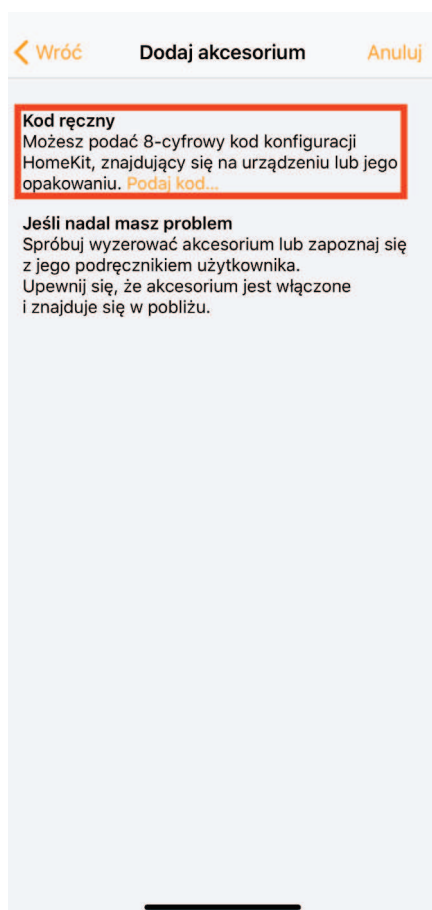 Wróć Dodaj akcesorium Anuluj
Kod ręczny
Możesz podać 8-cyfrowy kod konfiguracji
HomeKit, znajdujący się na urządzeniu lub jego
opakowaniu. Podaj kod...
Jeśli nadal masz problem
Spróbuj wyzerować akcesorium lub zapoznaj się
z jego podręcznikiem użytkownika.
Upewnij się, że akcesorium jest włączone
i znajduje się w pobliżu.